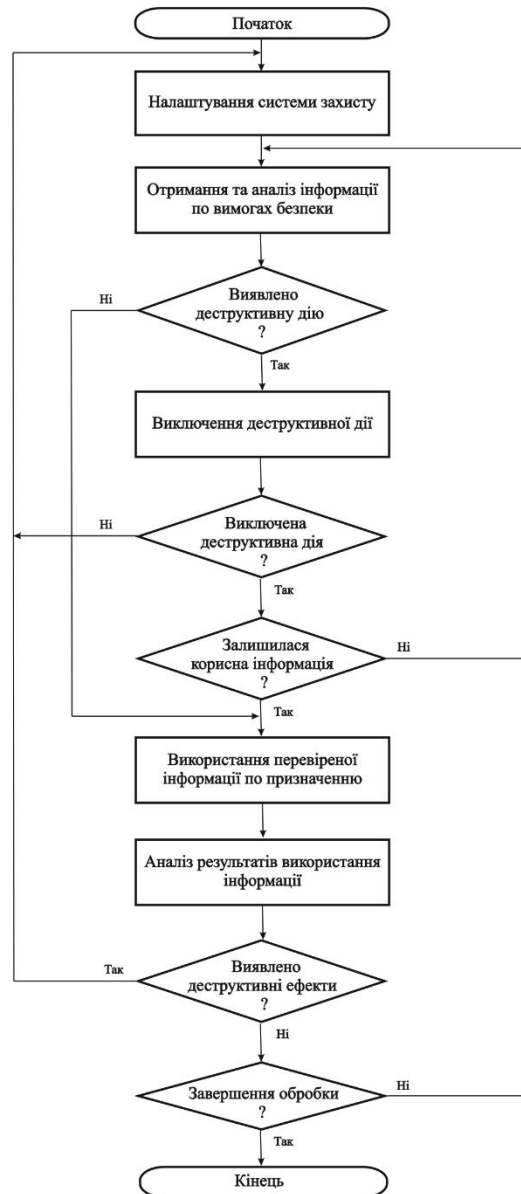 Початок
Налаштування системи захисту
Отримання та аналіз інформації
по вимогах безпеки
Ні
Виявлено
деструктивну дію
?
Так
Виключення деструктивної дії
Ні
Виключена
деструктивна дія
?
Так
Залишилася
корисна інформація
?
Ні
Так
Використання перевіреної
інформації по призначенню
Аналіз результатів використання
інформації
Так
Виявлено
деструктивні ефекти
?
Ні
Завершення обробки
?
Ні
Так
Кінець